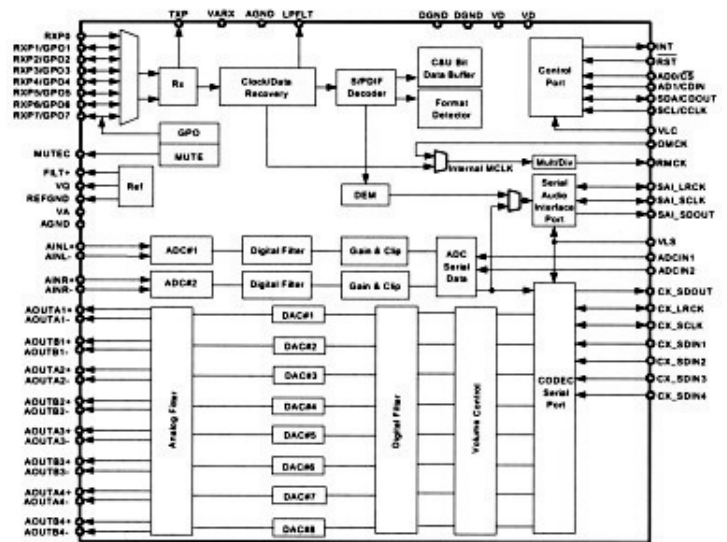 TXP
VARX
AGND
LPFLT
DGND
DGND
VD
VD
RXP0
RXP1/GPO1
RXP2/GPO2
RXP3/GPO3
RXP4/GPO4
RXP5/GPO5
RXP6/GPO6
RXP7/GPO7
MUTEC
FILT+
VQ
REFGND
VA
AGND
AINL+
AINL-
AINR+
AINR-
AOUTA1+
AOUTA1-
AOUTB1+
AOUTB1-
AOUTA2+
AOUTA2-
AOUTB2+
AOUTB2-
AOUTA3+
AOUTA3-
AOUTB3+
AOUTB3-
AOUTA4+
AOUTA4-
AOUTB4+
AOUTB4-
Rx
Clock/Data
Recovery
S/PDIF
Decoder
C&U Bit
Data Buffer
Format
Detector
Control
Port
GPO
MUTE
Ref
Internal MCLK
Mult/Div
DEM
Serial
Audio
Interface
Port
ADC#1
Digital Filter
Gain & Clip
ADC
Serial
Data
ADC#2
Digital Filter
Gain & Clip
Analog Filter
DAC#1
DAC#2
DAC#3
DAC#4
DAC#5
DAC#6
DAC#7
DAC#8
Digital Filter
Volume Control
CODEC
Serial
Port
INT
RST
AD0/CS
AD1/CDIN
SDA/CDOUT
SCL/CCLK
VLC
OMCK
RMCK
SAI_LRCK
SAI_SCLK
SAI_SDOUT
VLS
ADCIN1
ADCIN2
CX_SDOUT
CX_LRCK
CX_SCLK
CX_SDIN1
CX_SDIN2
CX_SDIN3
CX_SDIN4